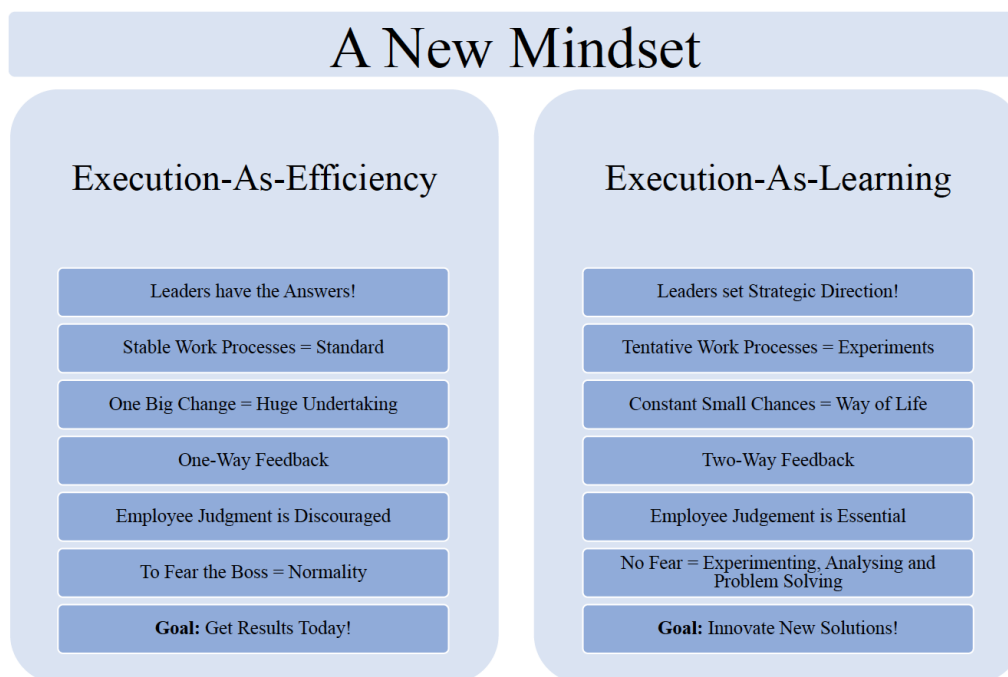 A New Mindset
Execution-As-Efficiency
Leaders have the Answers!
Stable Work Processes = Standard
One Big Change = Huge Undertaking
One-Way Feedback
Employee Judgment is Discouraged
To Fear the Boss = Normality
Goal: Get Results Today!
Execution-As-Learning
Leaders set Strategic Direction!
Tentative Work Processes = Experiments
Constant Small Chances = Way of Life
Two-Way Feedback
Employee Judgement is Essential
No Fear = Experimenting, Analysing and
Problem Solving
Goal: Innovate New Solutions!